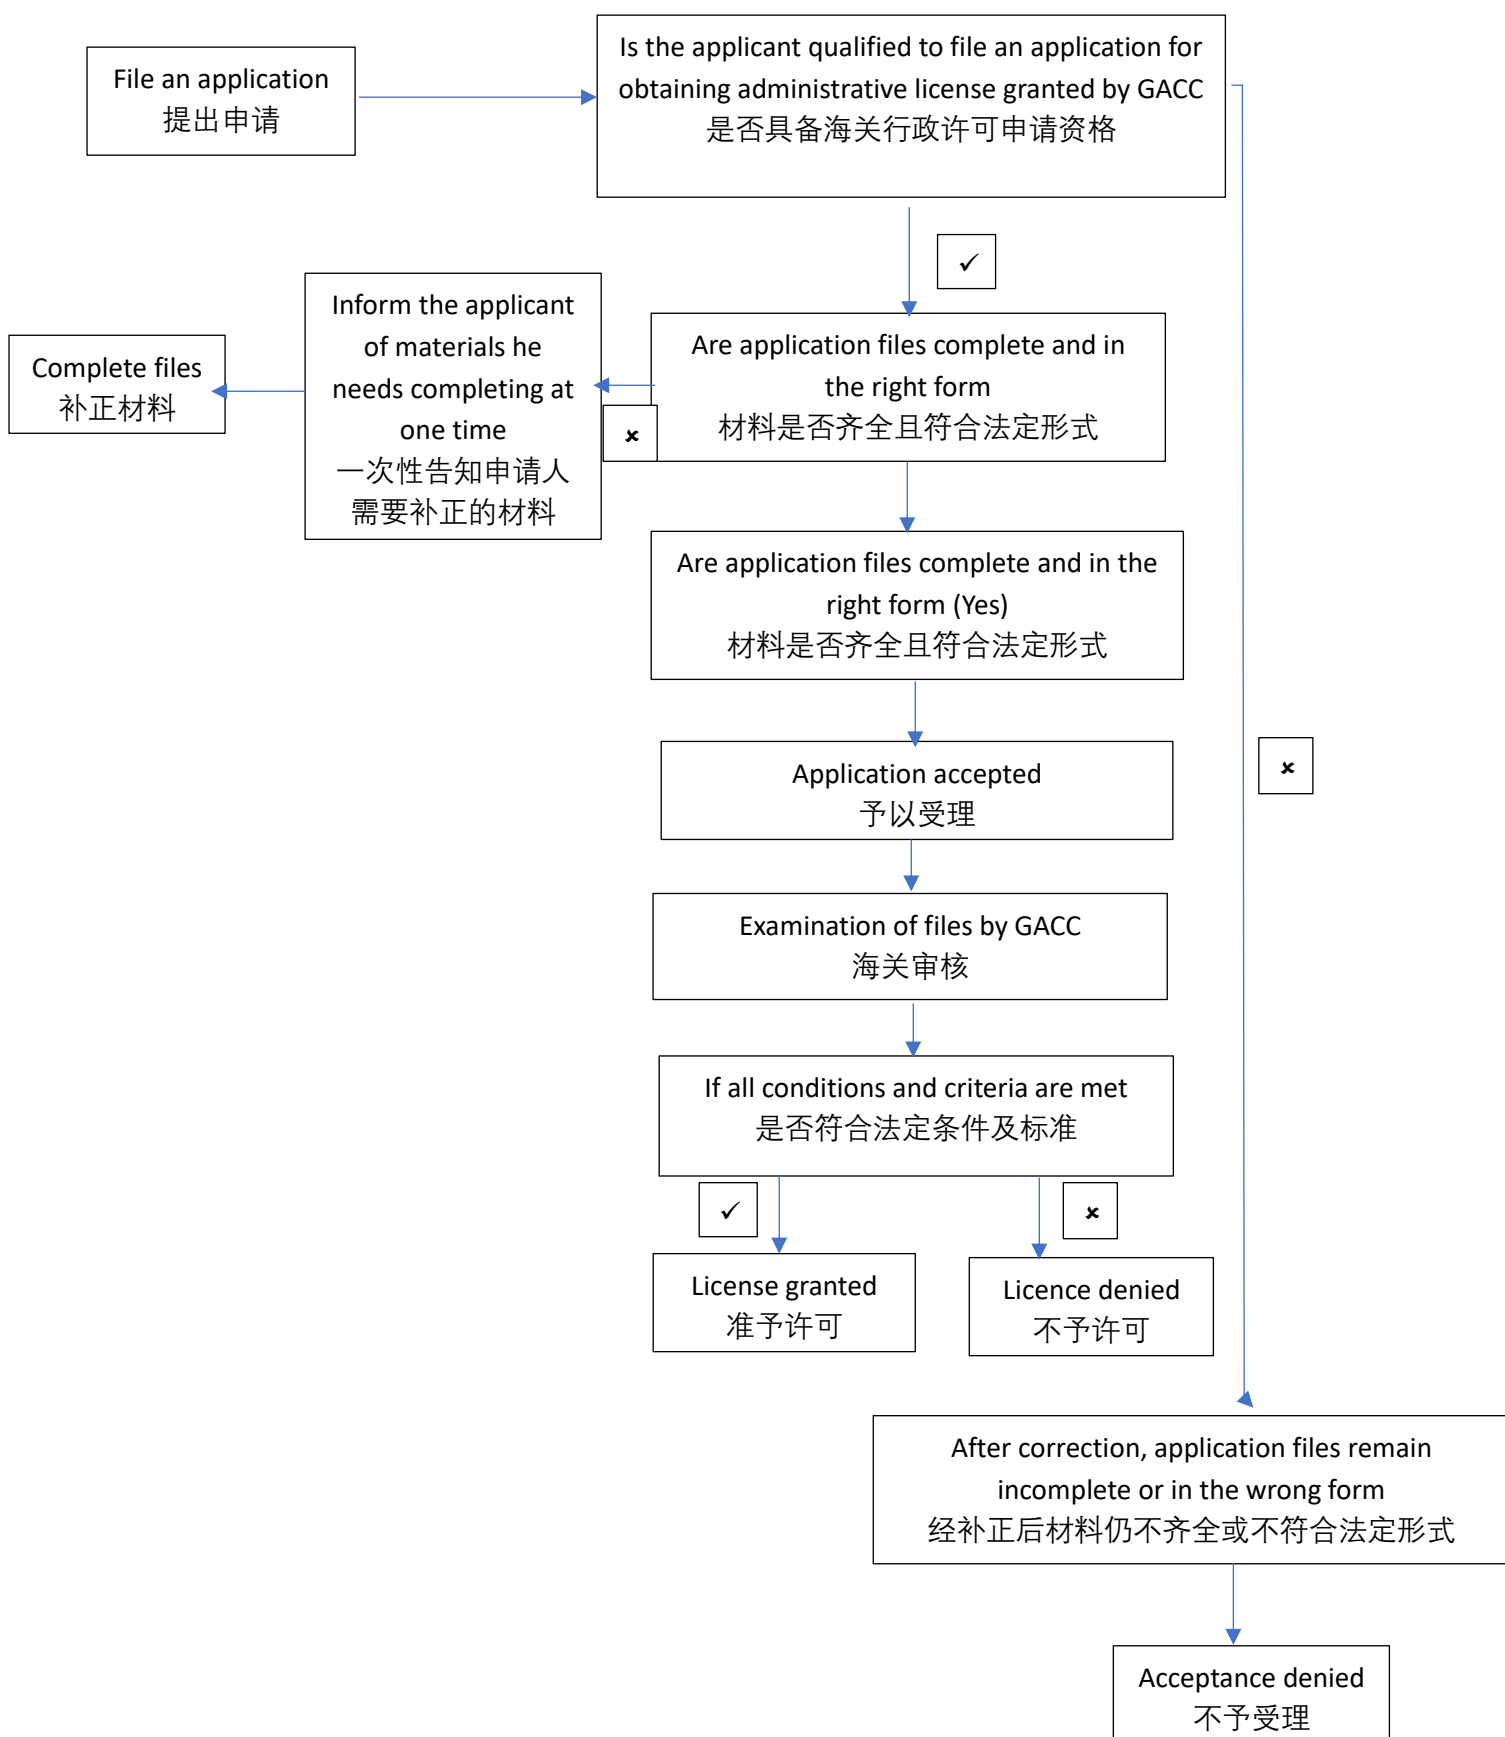 File an application
提出申请
Is the applicant qualified to file an application for
obtaining administrative license granted by GACC
是否具备海关行政许可申请资格
✓
Inform the applicant
of materials he
needs completing at
one time
一次性告知申请人
需要补正的材料
Complete files
补正材料
Are application files complete and in
the right form
材料是否齐全且符合法定形式
×
Are application files complete and in the
right form (Yes)
材料是否齐全且符合法定形式
Application accepted
予以受理
×
Examination of files by GACC
海关审核
If all conditions and criteria are met
是否符合法定条件及标准
✓
×
License granted
准予许可
Licence denied
不予许可
After correction, application files remain
incomplete or in the wrong form
经补正后材料仍不齐全或不符合法定形式
Acceptance denied
不予受理